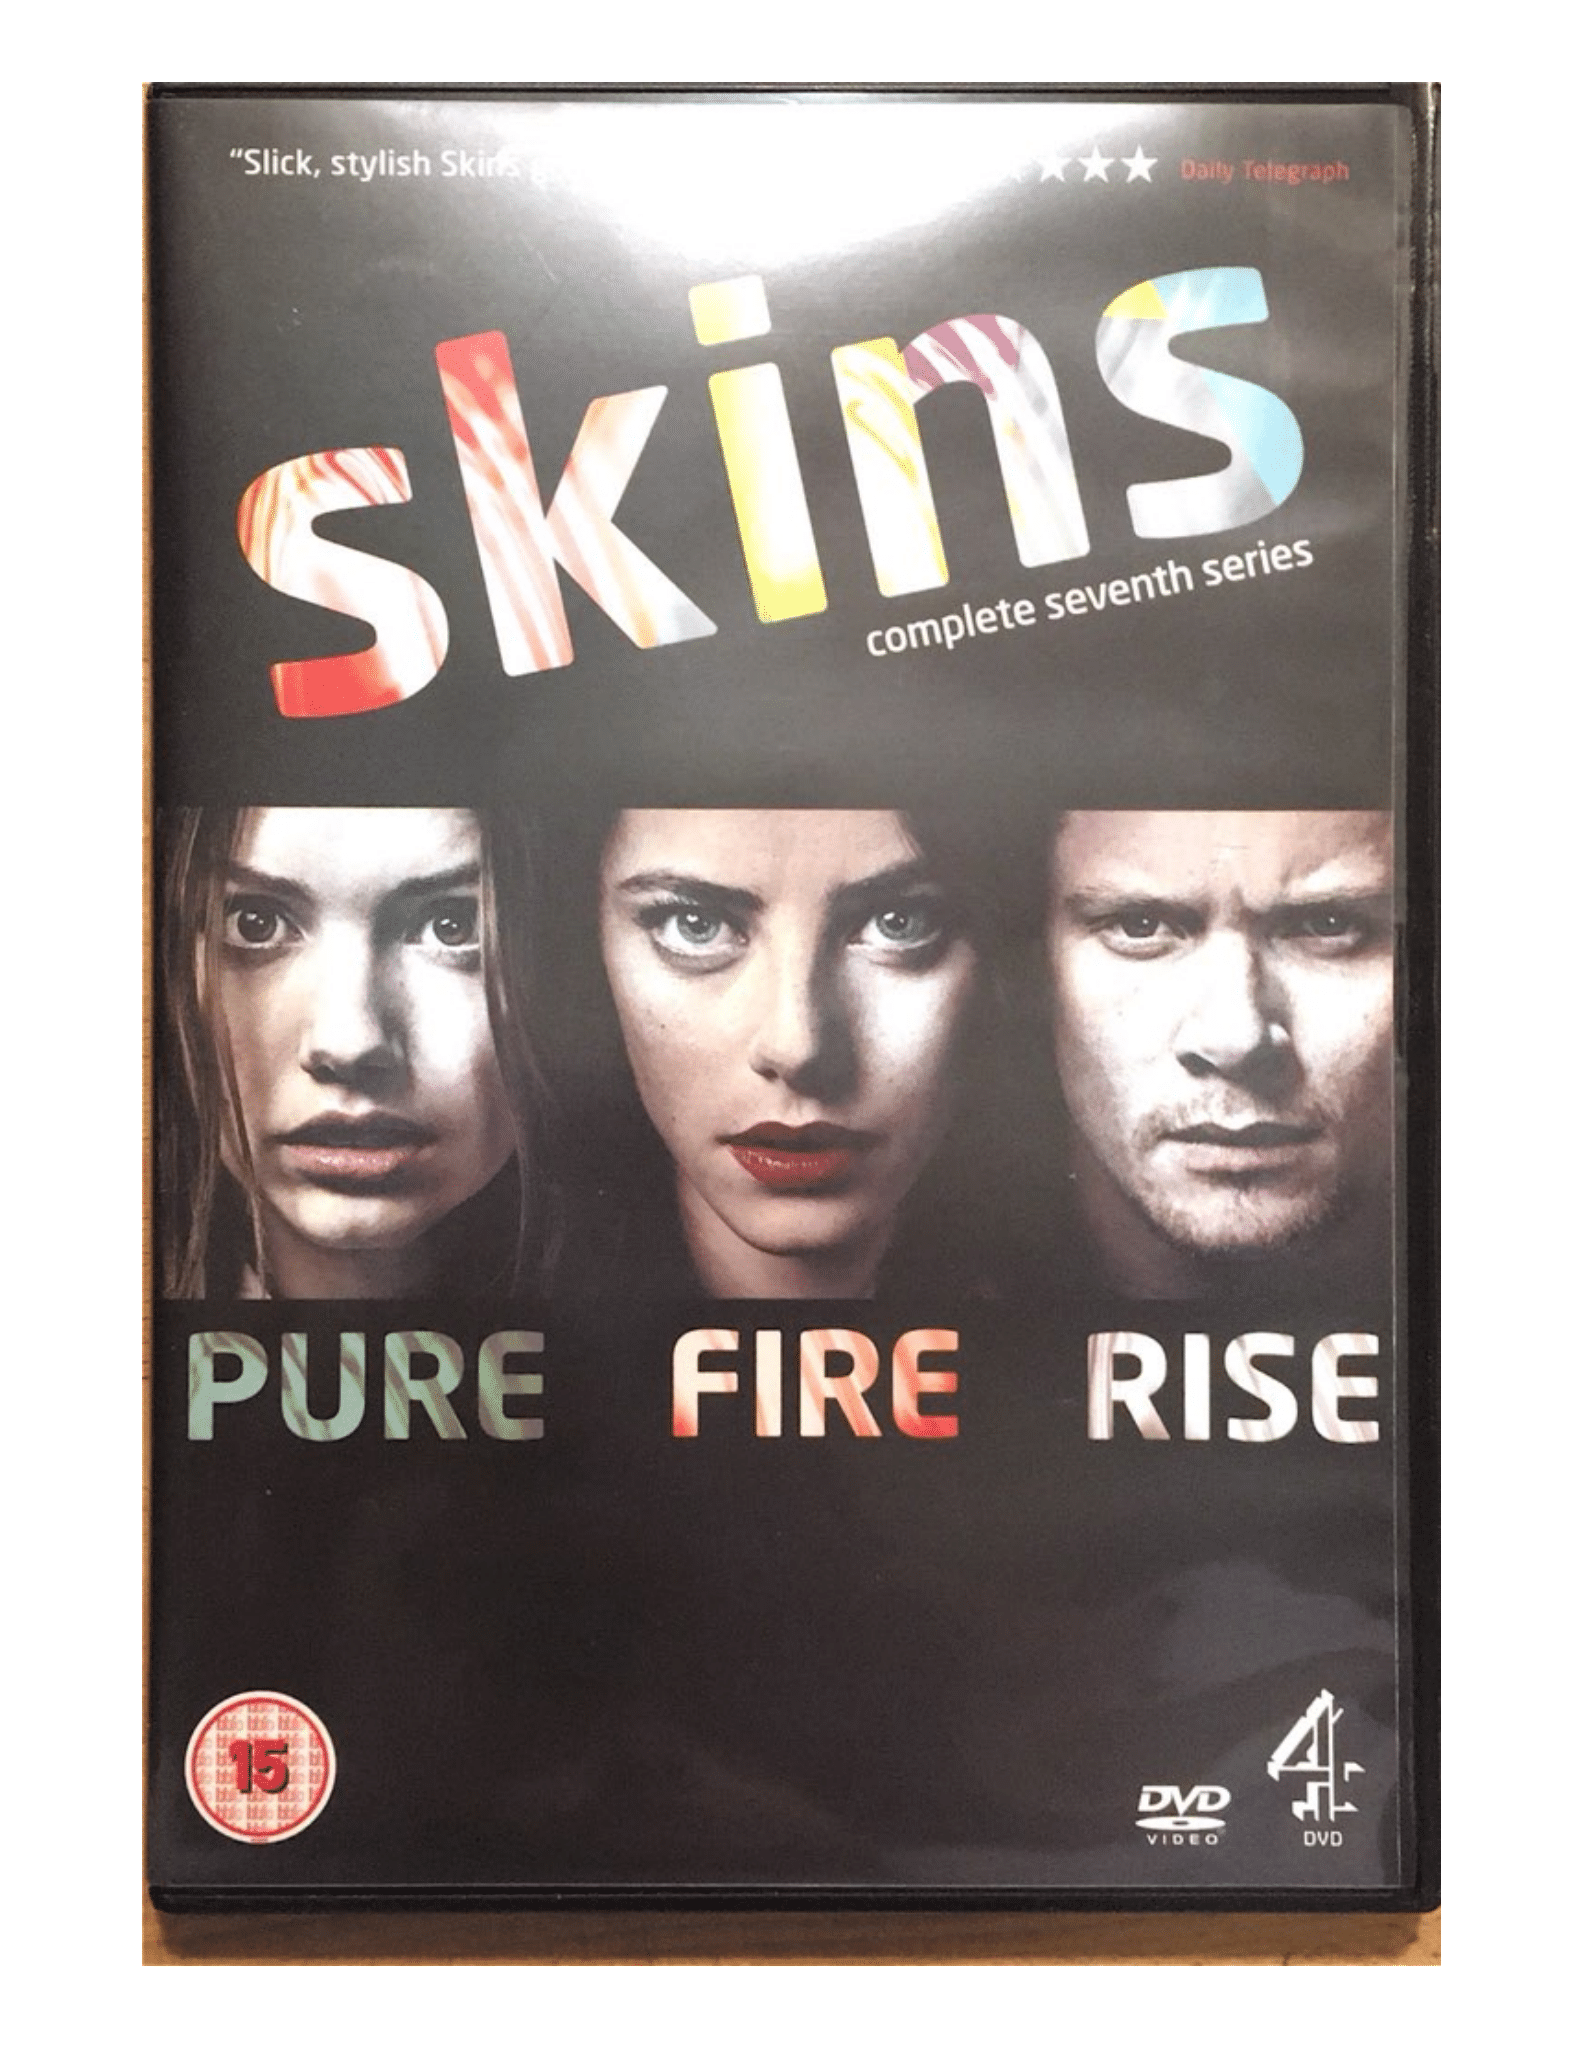 “Slick, stylish Skins
Daily Telegraph
skins
complete seventh series
PURE FIRE RISE
15
DVD
VIDEO
4
DVD